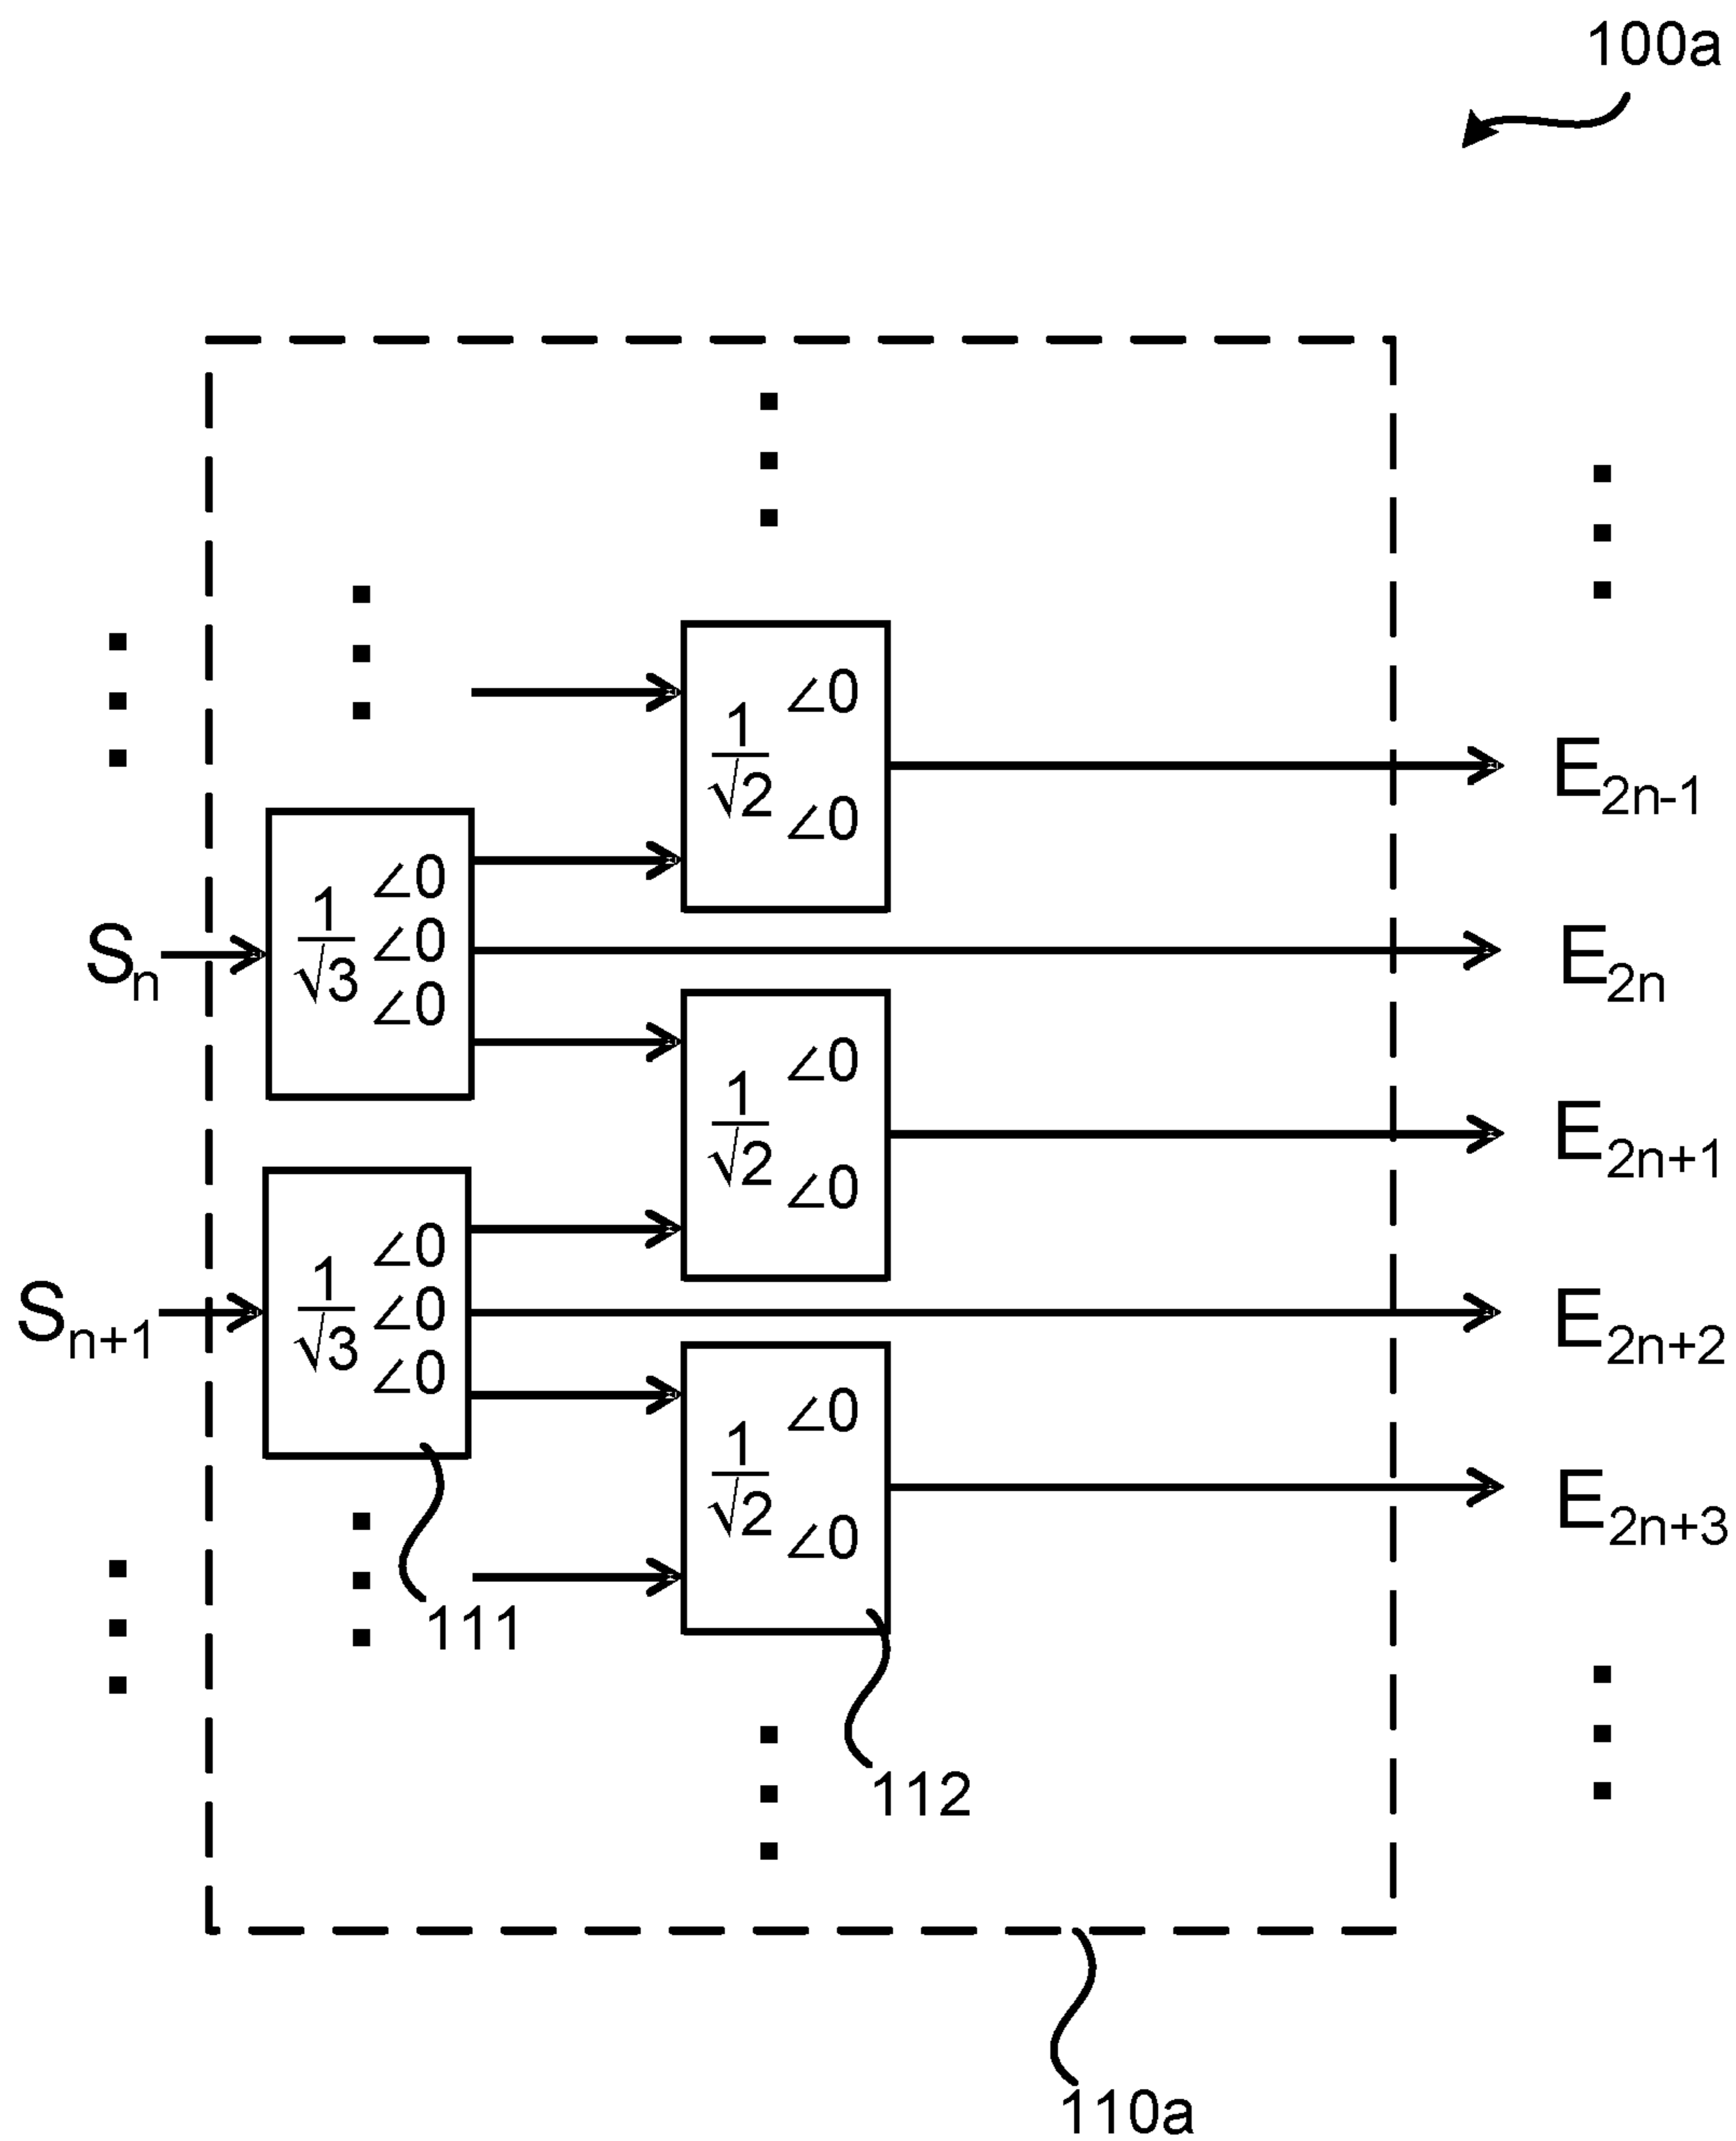 100a
∠0
1/√2
∠0
E2n-1
∠0
1/√3
∠0
∠0
Sn
E2n
∠0
1/√2
∠0
E2n+1
∠0
1/√3
∠0
∠0
Sn+1
E2n+2
∠0
1/√2
∠0
E2n+3
111
112
110a